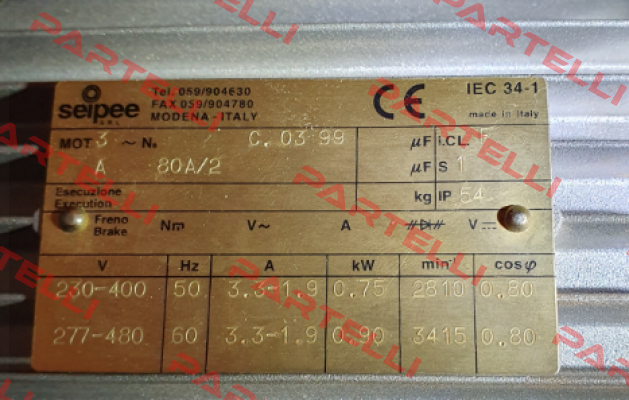 seipee
S.R.L.
Tel. 059/904630
FAX 059/904780
MODENA - ITALY
CE
IEC 34-1
made in Italy
MOT 3 ~ N. C. 03 99 µF I.CL. F
A 80A/2 µF S 1
Esecuzione
Execution kg IP 54
Freno
Brake Nm V~ A V
V Hz A kW min⁻¹ cosφ
230-400 50 3.3-1.9 0.75 2810 0.80
277-480 60 3.3-1.9 0.90 3415 0.80
PARTELLI
PARTELLI
PARTELLI
PARTELLI
PARTELLI
PARTELLI